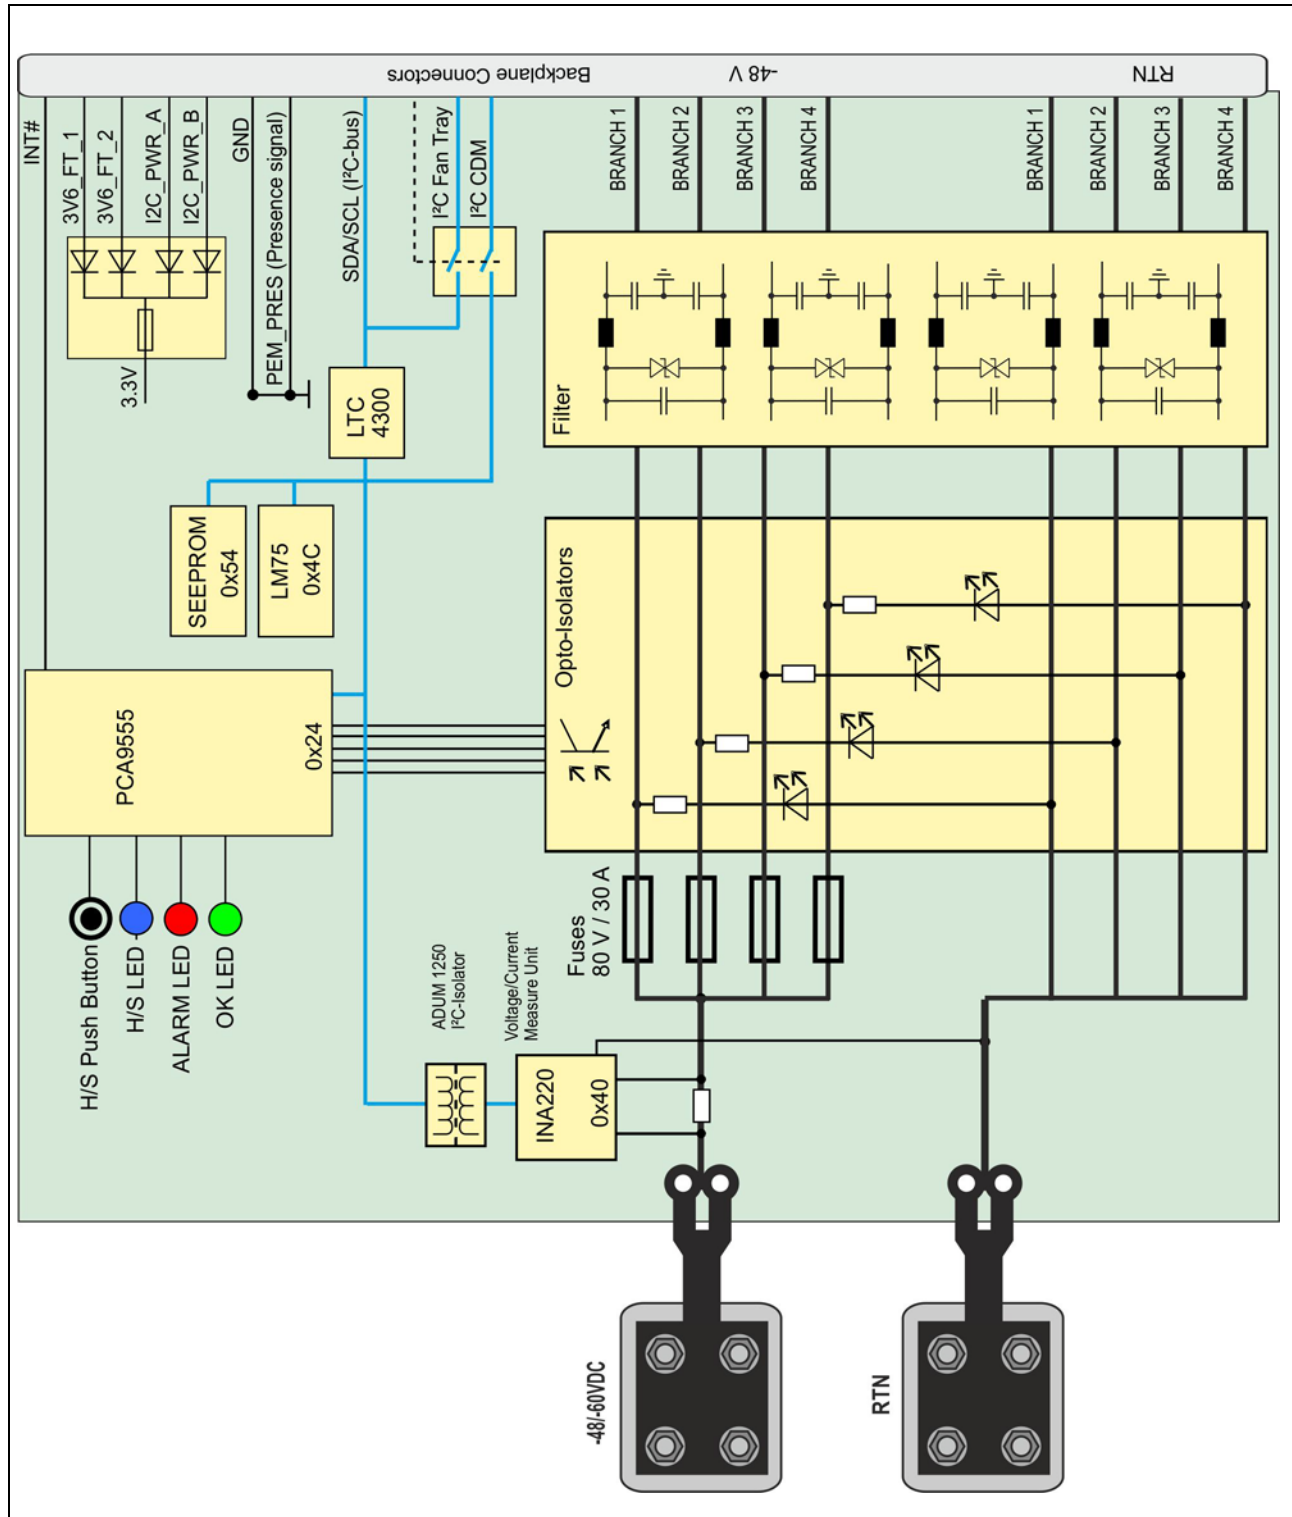 Backplane Connectors
-48 V
RTN
INT#
3V6_FT_1
3V6_FT_2
I2C_PWR_A
I2C_PWR_B
GND
PEM_PRES (Presence signal)
SDA/SCL (I²C-bus)
I²C Fan Tray
I²C CDM
BRANCH 1
BRANCH 2
BRANCH 3
BRANCH 4
BRANCH 1
BRANCH 2
BRANCH 3
BRANCH 4
3.3V
LTC
4300
Filter
SEEPROM
0x54
LM75
0x4C
Opto-Isolators
PCA9555
0x24
H/S Push Button
H/S LED
ALARM LED
OK LED
Fuses
80 V / 30 A
ADUM 1250
I²C-Isolator
Voltage/Current
Measure Unit
INA220
0x40
-48/-60VDC
RTN